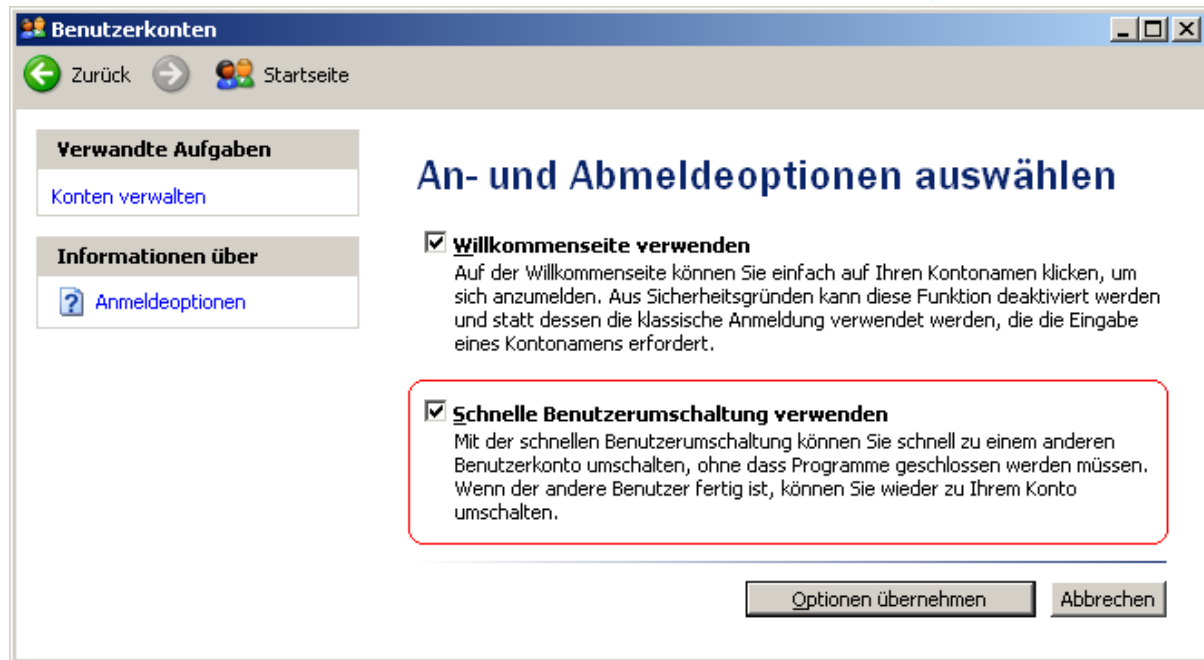 Benutzerkonten
Zurück Startseite
Verwandte Aufgaben
Konten verwalten
Informationen über
Anmeldeoptionen
An- und Abmeldeoptionen auswählen
Willkommenseite verwenden
Auf der Willkommenseite können Sie einfach auf Ihren Kontonamen klicken, um
sich anzumelden. Aus Sicherheitsgründen kann diese Funktion deaktiviert werden
und statt dessen die klassische Anmeldung verwendet werden, die die Eingabe
eines Kontonamens erfordert.
Schnelle Benutzerumschaltung verwenden
Mit der schnellen Benutzerumschaltung können Sie schnell zu einem anderen
Benutzerkonto umschalten, ohne dass Programme geschlossen werden müssen.
Wenn der andere Benutzer fertig ist, können Sie wieder zu Ihrem Konto
umschalten.
Optionen übernehmen Abbrechen